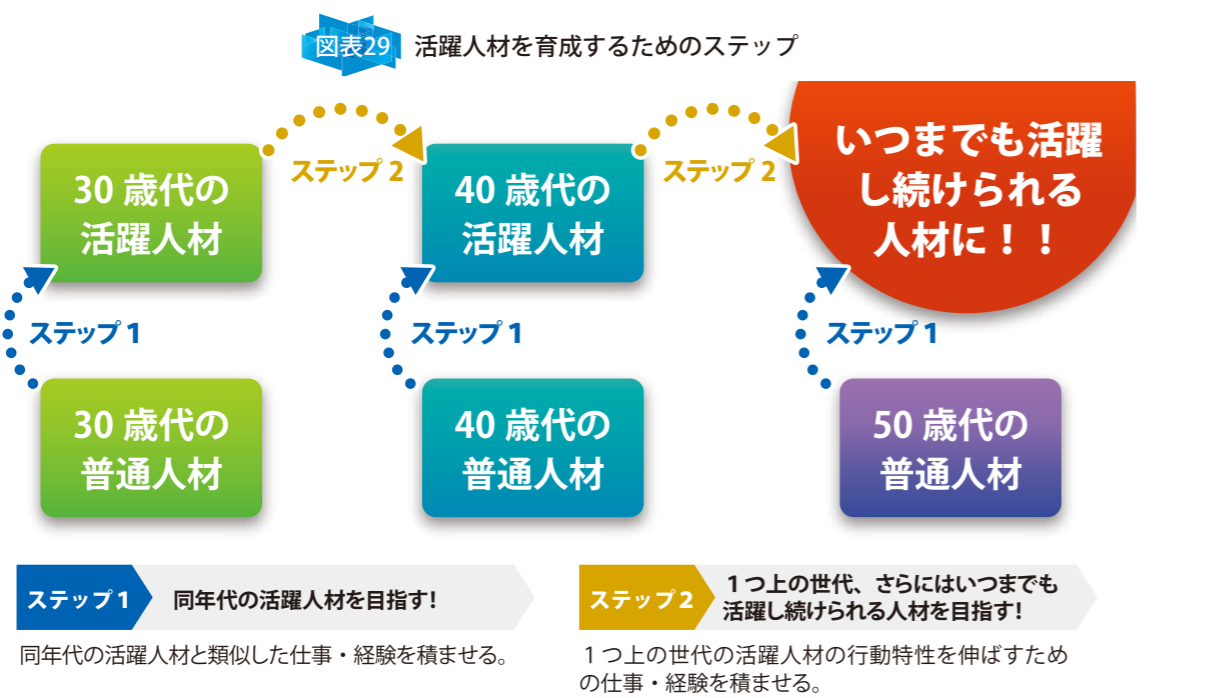 図表29 活躍人材を育成するためのステップ
いつまでも活躍
し続けられる
人材に！！
ステップ 2
ステップ 2
30 歳代の
活躍人材
40 歳代の
活躍人材
ステップ 1
ステップ 1
ステップ 1
30 歳代の
普通人材
40 歳代の
普通人材
50 歳代の
普通人材
ステップ 1 同年代の活躍人材を目指す！
同年代の活躍人材と類似した仕事・経験を積ませる。
ステップ 2
１つ上の世代、さらにはいつまでも
活躍し続けられる人材を目指す！
１つ上の世代の活躍人材の行動特性を伸ばすため
の仕事・経験を積ませる。